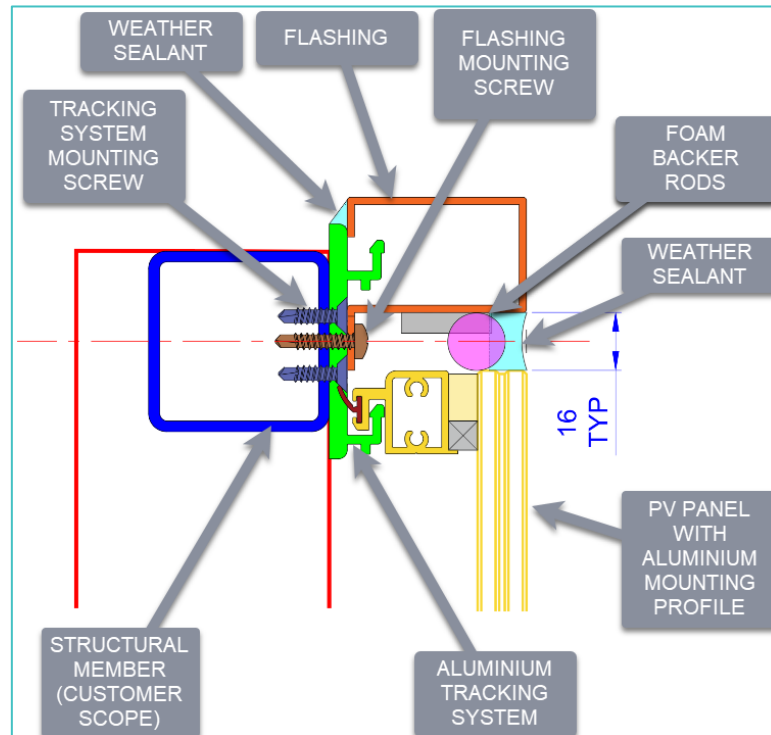 WEATHER
SEALANT
FLASHING
FLASHING
MOUNTING
SCREW
TRACKING
SYSTEM
MOUNTING
SCREW
FOAM
BACKER
RODS
WEATHER
SEALANT
16
TYP
PV PANEL
WITH
ALUMINIUM
MOUNTING
PROFILE
STRUCTURAL
MEMBER
(CUSTOMER
SCOPE)
ALUMINIUM
TRACKING
SYSTEM